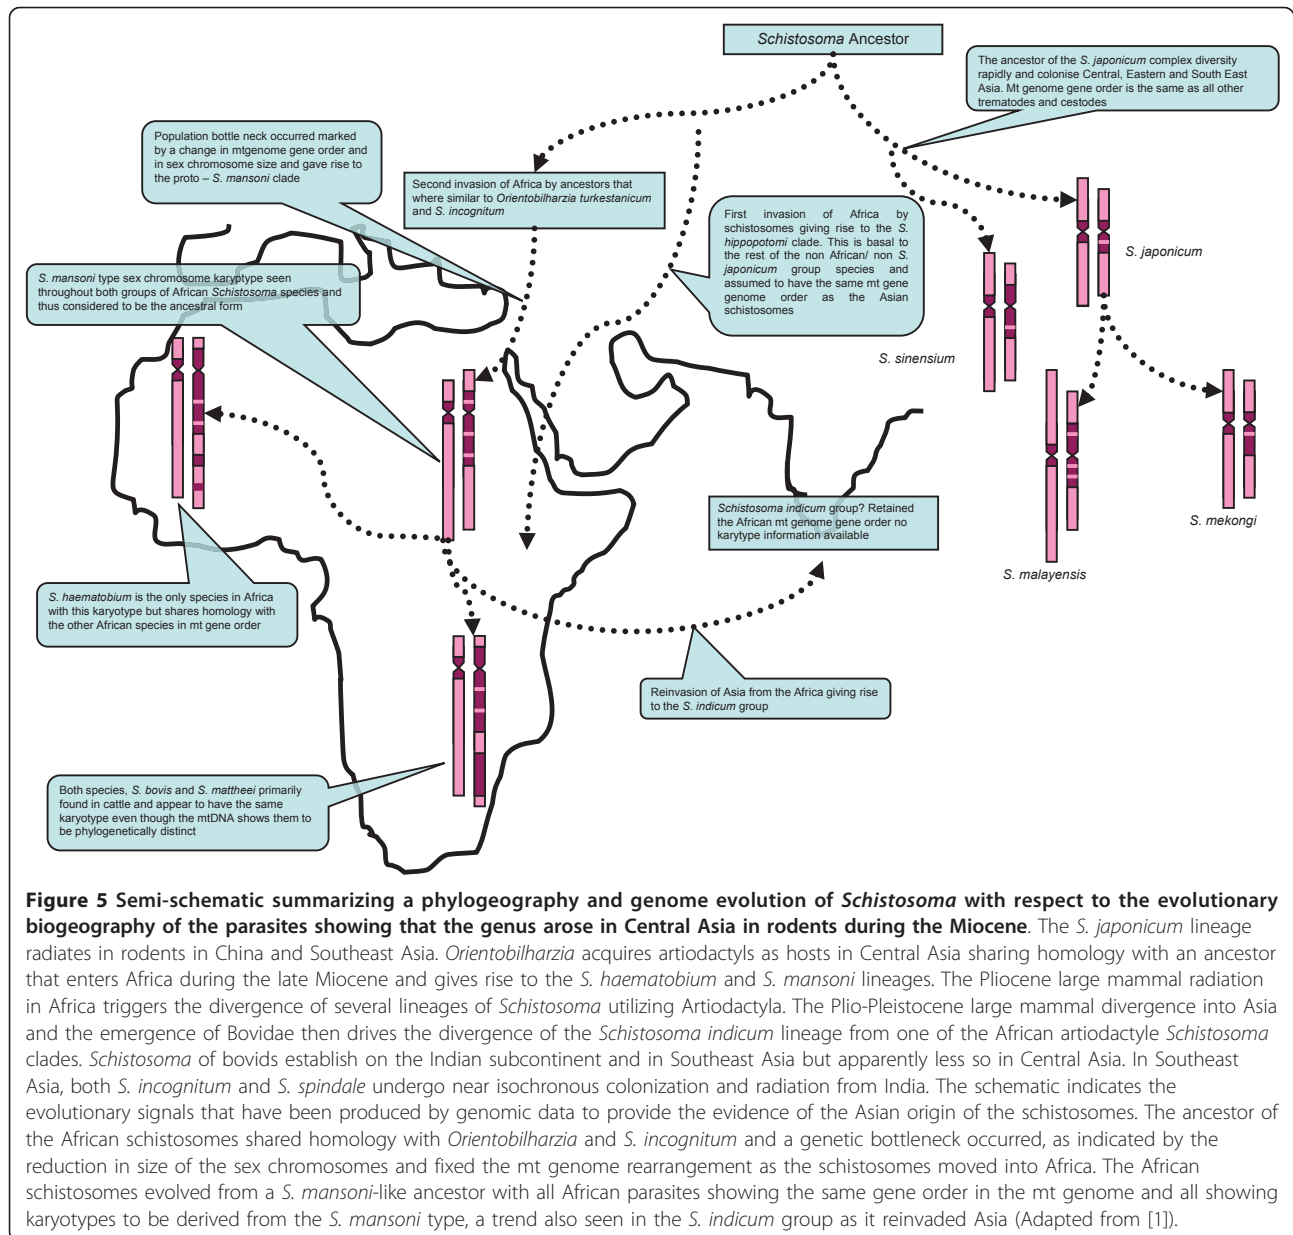 Schistosoma Ancestor
The ancestor of the S. japonicum complex diversity
rapidly and colonise Central, Eastern and South East
Asia. Mt genome gene order is the same as all other
trematodes and cestodes
Population bottle neck occurred marked
by a change in mtgenome gene order and
in sex chromosome size and gave rise to
the proto – S. mansoni clade
Second invasion of Africa by ancestors that
where similar to Orientobilharzia turkestanicum
and S. incognitum
First invasion of Africa by
schistosomes giving rise to the S.
hippopotomi clade. This is basal to
the rest of the non African/ non S.
japonicum group species and
assumed to have the same mt gene
genome order as the Asian
schistosomes
S. mansoni type sex chromosome karyptype seen
throughout both groups of African Schistosoma species and
thus considered to be the ancestral form
S. japonicum
S. sinensium
S. mekongi
S. malayensis
Schistosoma indicum group? Retained
the African mt genome gene order no
karytype information available
S. haematobium is the only species in Africa
with this karyotype but shares homology with
the other African species in mt gene order
Reinvasion of Asia from the Africa giving rise
to the S. indicum group
Both species, S. bovis and S. mattheei primarily
found in cattle and appear to have the same
karyotype even though the mtDNA shows them to
be phylogenetically distinct
Figure 5 Semi-schematic summarizing a phylogeography and genome evolution of Schistosoma with respect to the evolutionary
biogeography of the parasites showing that the genus arose in Central Asia in rodents during the Miocene. The S. japonicum lineage
radiates in rodents in China and Southeast Asia. Orientobilharzia acquires artiodactyls as hosts in Central Asia sharing homology with an ancestor
that enters Africa during the late Miocene and gives rise to the S. haematobium and S. mansoni lineages. The Pliocene large mammal radiation
in Africa triggers the divergence of several lineages of Schistosoma utilizing Artiodactyla. The Plio-Pleistocene large mammal divergence into Asia
and the emergence of Bovidae then drives the divergence of the Schistosoma indicum lineage from one of the African artiodactyle Schistosoma
clades. Schistosoma of bovids establish on the Indian subcontinent and in Southeast Asia but apparently less so in Central Asia. In Southeast
Asia, both S. incognitum and S. spindale undergo near isochronous colonization and radiation from India. The schematic indicates the
evolutionary signals that have been produced by genomic data to provide the evidence of the Asian origin of the schistosomes. The ancestor of
the African schistosomes shared homology with Orientobilharzia and S. incognitum and a genetic bottleneck occurred, as indicated by the
reduction in size of the sex chromosomes and fixed the mt genome rearrangement as the schistosomes moved into Africa. The African
schistosomes evolved from a S. mansoni-like ancestor with all African parasites showing the same gene order in the mt genome and all showing
karyotypes to be derived from the S. mansoni type, a trend also seen in the S. indicum group as it reinvaded Asia (Adapted from [1]).